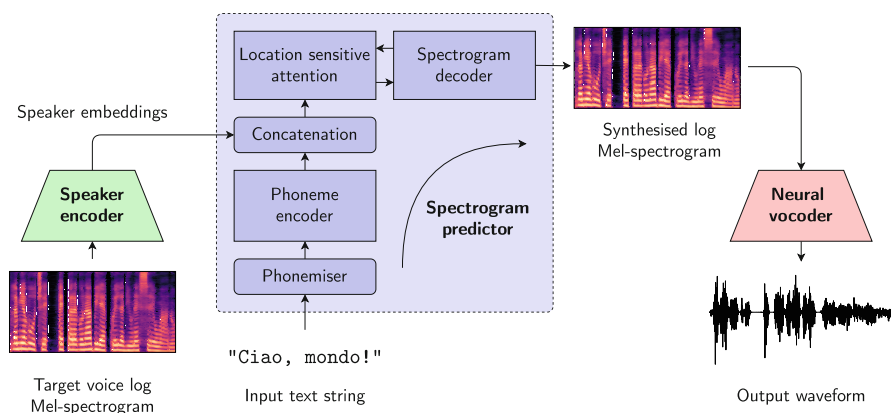 Location sensitive
attention
Spectrogram
decoder
Speaker embeddings
Concatenation
Synthesised log
Mel-spectrogram
Speaker
encoder
Phoneme
encoder
Spectrogram
predictor
Neural
vocoder
Phonemiser
"Ciao, mondo!"
Target voice log
Mel-spectrogram
Input text string
Output waveform